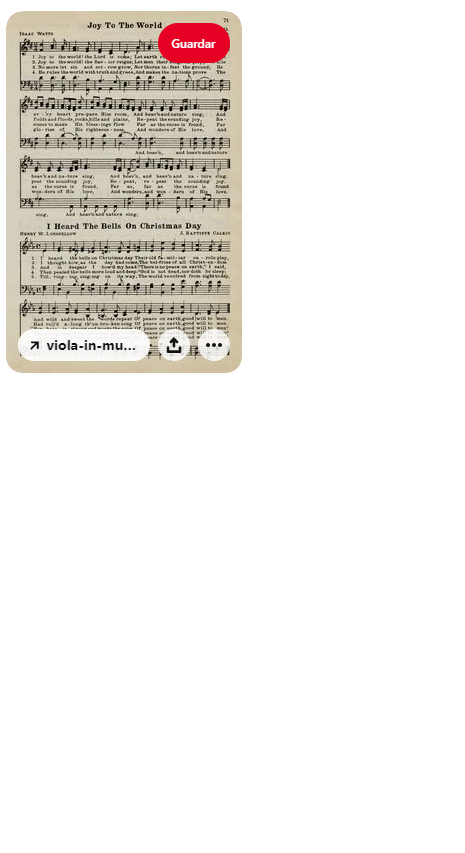 71
Joy To The World
Guardar
ISAAC WATTS
1. Joy to the world! the Lord is come; Let earth
2. Joy to the world! the Sav - ior reigns; Let men their
3. No more let sin and sor - row grow, Nor thorns in - fest the ground; He
4. He rules the world with truth and grace, And makes the na - tions prove The
ev - 'ry heart pre - pare Him room, And heav'n and nature sing, And
fields and floods, rocks, hills and plains, Re - peat the sounding joy, Re -
comes to make His bless - ings flow Far as the curse is found, Far
glo - ries of His righteous - ness, And wonders of His love, And
And heav'n, and heav'n and nature
heav'n and na - ture sing, And heav'n, and heav'n and na - ture sing.
peat the sounding joy, Re - peat, re - peat the sounding joy.
as the curse is found, Far as, far as the curse is found.
won - ders of His love, And wonders, and won - ders of His love.
sing, And heav'n and nature sing,
I Heard The Bells On Christmas Day
HENRY W. LONGFELLOW J. BAPTISTE CALKIN
1. I heard the bells on Christmas day Their old fa - mil - iar ca - rols play,
2. I thought how, as the day had come, The bel - fries of all Christ - en - dom
3. And in despair I bow'd my head: "There is no peace on earth," I said,
4. Then pealed the bells more loud and deep: "God is not dead, nor doth he sleep;
5. Till, ring - ing, sing - ing on its way, The world revolved from night to day,
And wild and sweet the words repeat Of peace on earth, good will to men.
Had roll'd a - long th' un - bro - ken song Of peace on earth, good will to men.
viola-in-mu...